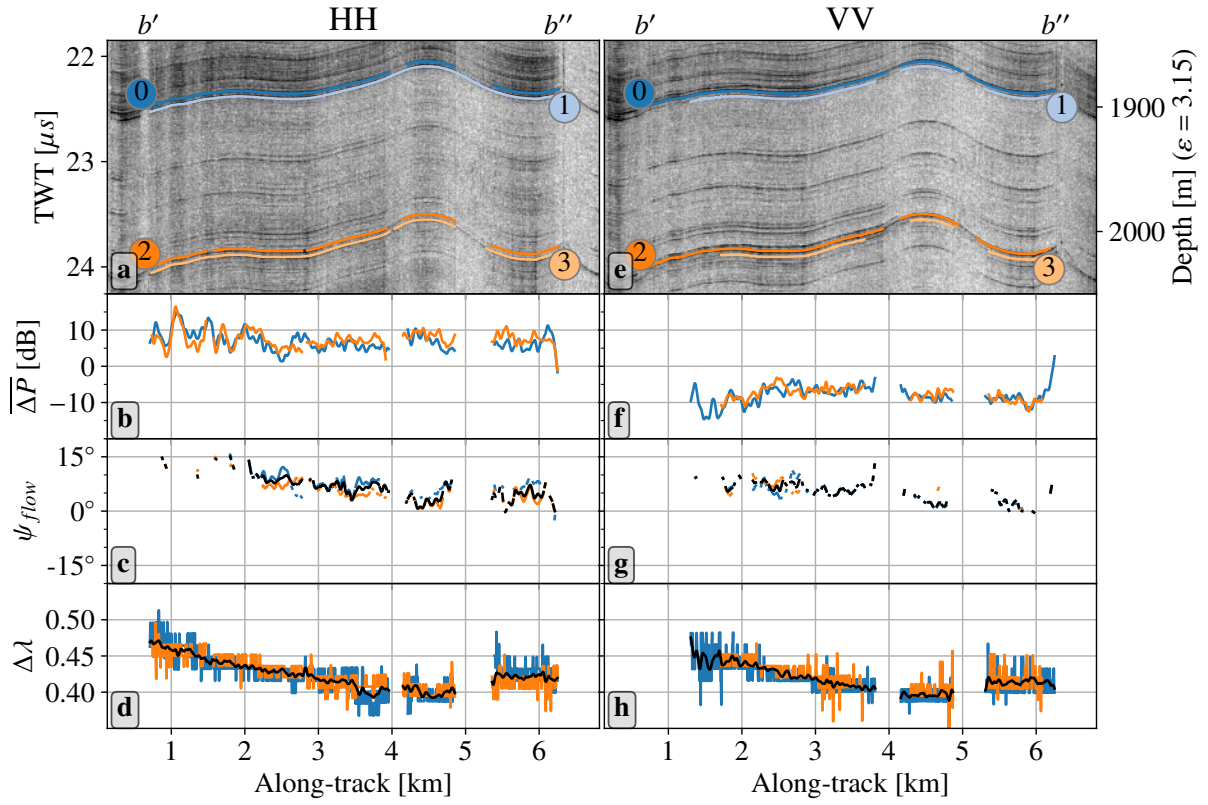 b′ HH b″ b′ VV b″
22
23
24
TWT [μs]
0
1
2
3
a
0
1
2
3
e
1900
2000
Depth [m] (ε = 3.15)
10
0
−10
ΔP [dB]
b
f
15°
0°
-15°
ψflow
c
g
0.50
0.45
0.40
Δλ
d
h
1 2 3 4 5 6
1 2 3 4 5 6
Along-track [km]
Along-track [km]